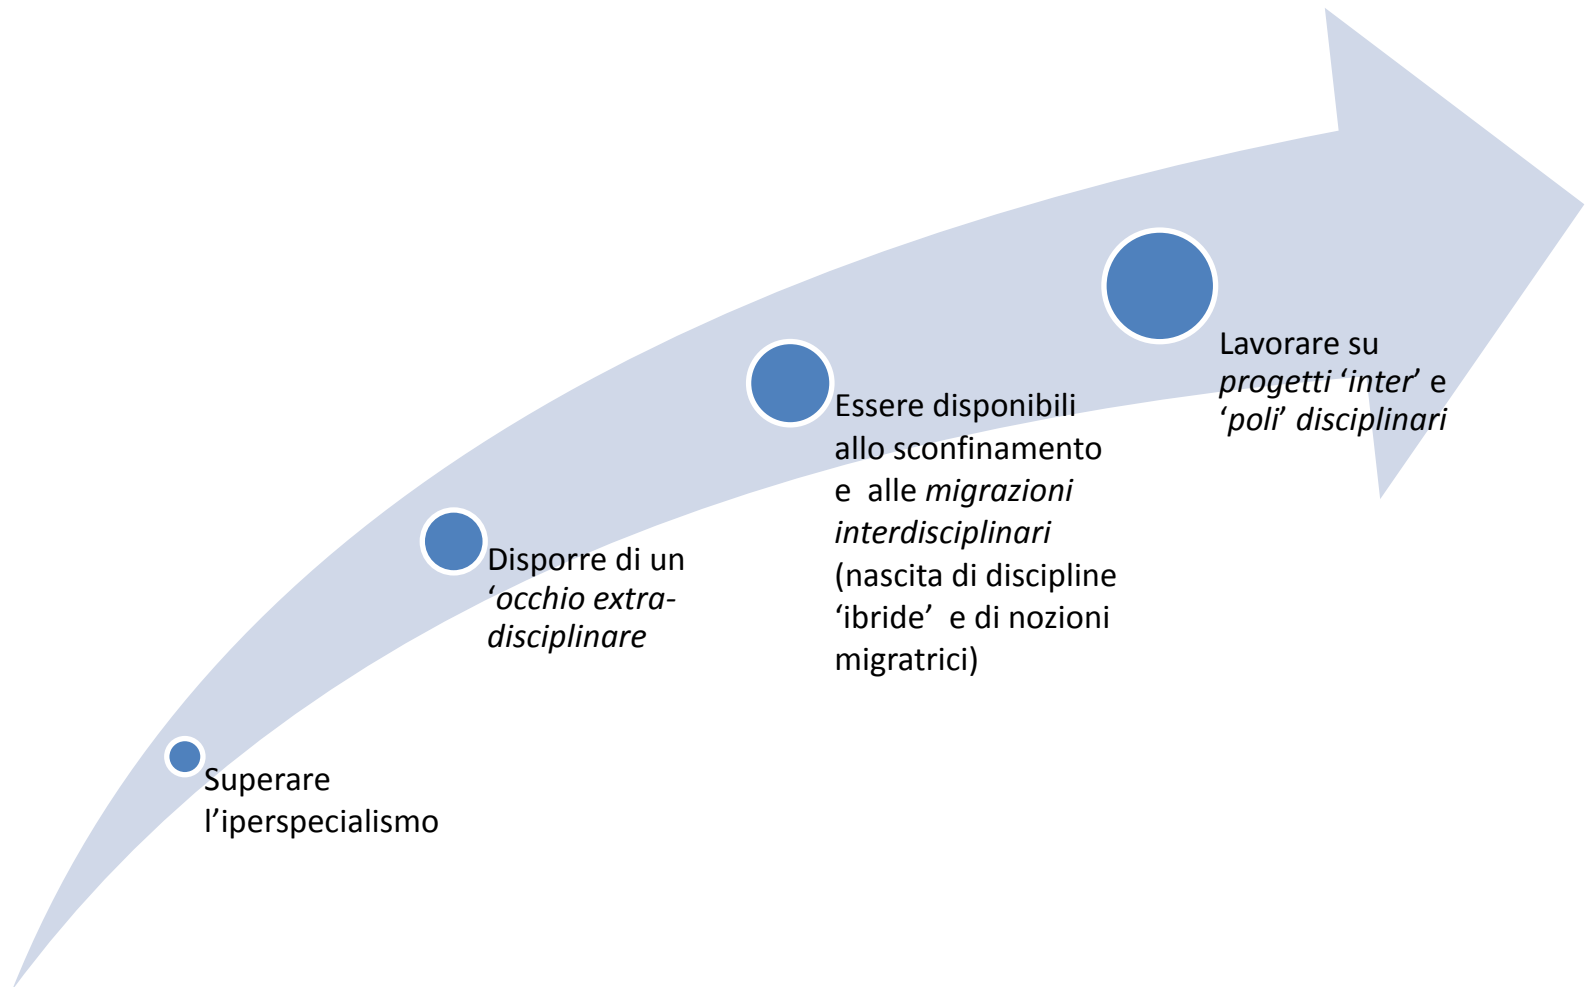 Superare
l’iperspecialismo
Disporre di un
‘occhio extra-
disciplinare
Essere disponibili
allo sconfinamento
e  alle migrazioni
interdisciplinari
(nascita di discipline
‘ibride’  e di nozioni
migratrici)
Lavorare su
progetti ‘inter’ e
‘poli’ disciplinari